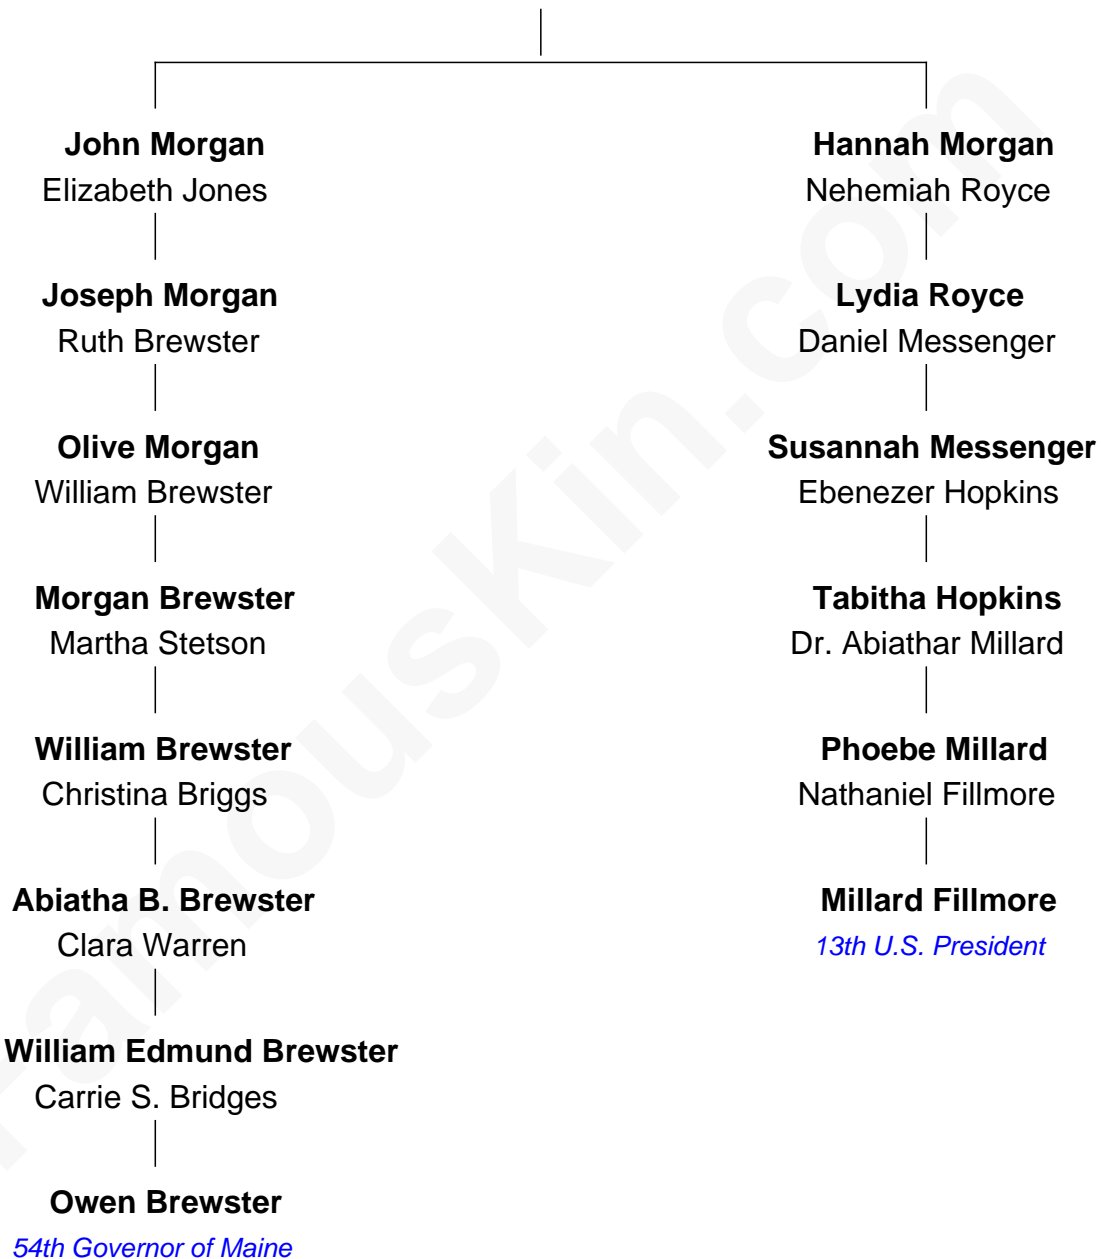 John Morgan
Elizabeth Jones
Joseph Morgan
Ruth Brewster
Olive Morgan
William Brewster
Morgan Brewster
Martha Stetson
William Brewster
Christina Briggs
Abiatha B. Brewster
Clara Warren
William Edmund Brewster
Carrie S. Bridges
Owen Brewster
54th Governor of Maine
Hannah Morgan
Nehemiah Royce
Lydia Royce
Daniel Messenger
Susannah Messenger
Ebenezer Hopkins
Tabitha Hopkins
Dr. Abiathar Millard
Phoebe Millard
Nathaniel Fillmore
Millard Fillmore
13th U.S. President
FamousKin.com